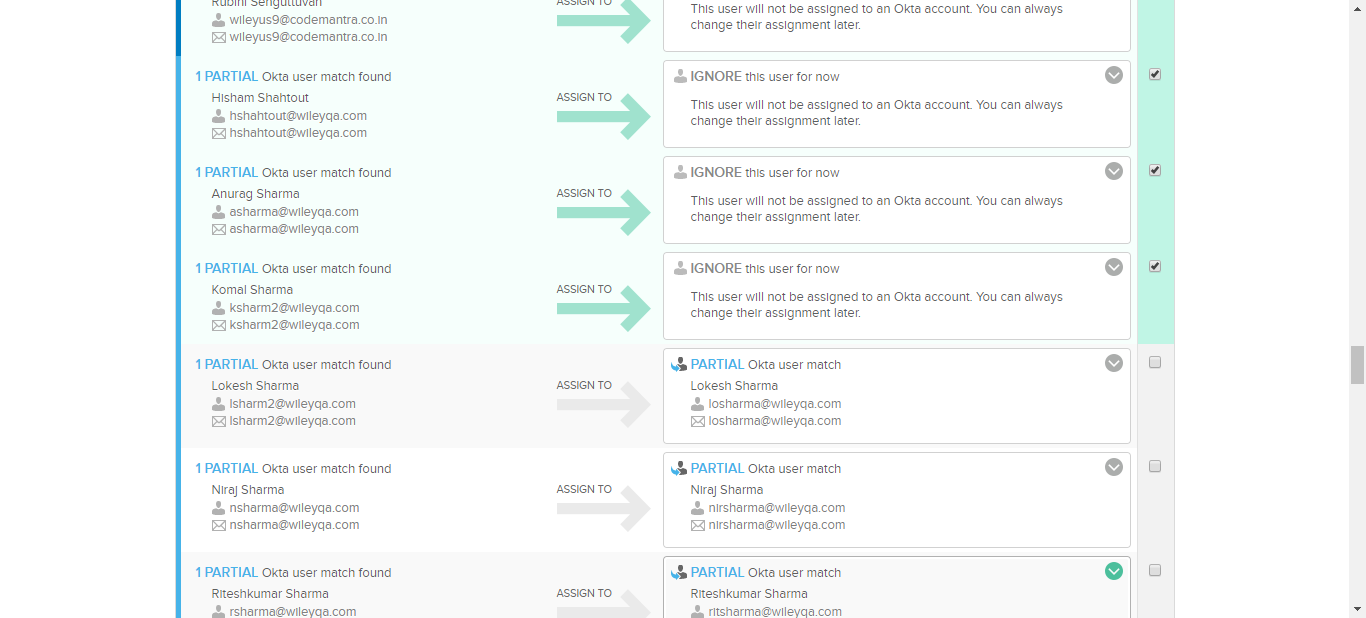 Rubini Senguttuvan
wileyus9@codemantra.co.in
wileyus9@codemantra.co.in
ASSIGN TO
This user will not be assigned to an Okta account. You can always
change their assignment later.
1 PARTIAL Okta user match found
Hisham Shahtout
hshahtout@wileyqa.com
hshahtout@wileyqa.com
ASSIGN TO
IGNORE this user for now
This user will not be assigned to an Okta account. You can always
change their assignment later.
1 PARTIAL Okta user match found
Anurag Sharma
asharma@wileyqa.com
asharma@wileyqa.com
ASSIGN TO
IGNORE this user for now
This user will not be assigned to an Okta account. You can always
change their assignment later.
1 PARTIAL Okta user match found
Komal Sharma
ksharm2@wileyqa.com
ksharm2@wileyqa.com
ASSIGN TO
IGNORE this user for now
This user will not be assigned to an Okta account. You can always
change their assignment later.
1 PARTIAL Okta user match found
Lokesh Sharma
lsharm2@wileyqa.com
lsharm2@wileyqa.com
ASSIGN TO
PARTIAL Okta user match
Lokesh Sharma
losharma@wileyqa.com
losharma@wileyqa.com
1 PARTIAL Okta user match found
Niraj Sharma
nsharma@wileyqa.com
nsharma@wileyqa.com
ASSIGN TO
PARTIAL Okta user match
Niraj Sharma
nirsharma@wileyqa.com
nirsharma@wileyqa.com
1 PARTIAL Okta user match found
Riteshkumar Sharma
rsharma@wileyqa.com
ASSIGN TO
PARTIAL Okta user match
Riteshkumar Sharma
ritsharma@wileyqa.com